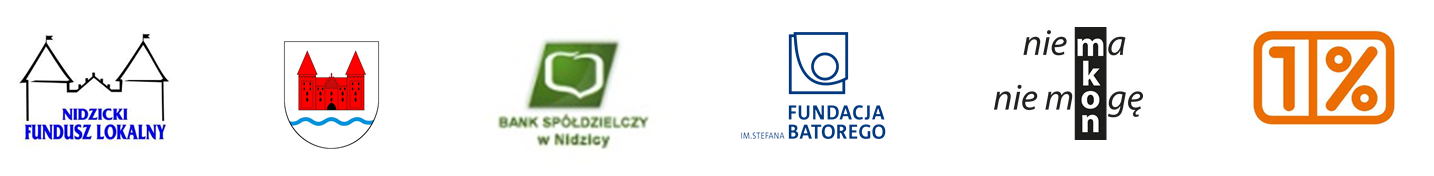 NIDZICKI
FUNDUSZ LOKALNY
BANK SPÓŁDZIELCZY
w Nidzicy
FUNDACJA
IM. STEFANA BATOREGO
nie ma
k
nie mogę
n
1%